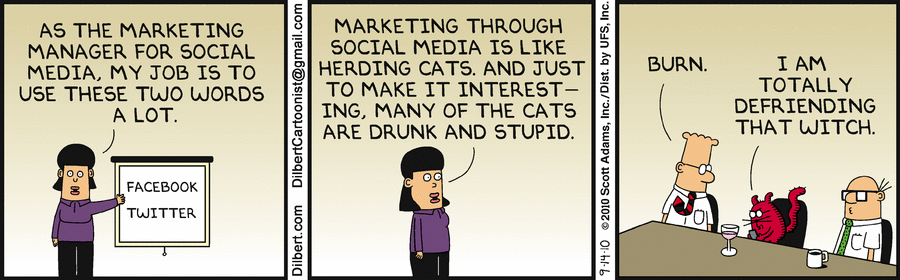 AS THE MARKETING
MANAGER FOR SOCIAL
MEDIA, MY JOB IS TO
USE THESE TWO WORDS
A LOT.
FACEBOOK
TWITTER
Dilbert.com DilbertCartoonist@gmail.com
MARKETING THROUGH
SOCIAL MEDIA IS LIKE
HERDING CATS. AND JUST
TO MAKE IT INTEREST-
ING, MANY OF THE CATS
ARE DRUNK AND STUPID.
9-14-10 © 2010 Scott Adams, Inc./Dist. by UFS, Inc.
BURN.
I AM
TOTALLY
DEFRIENDING
THAT WITCH.